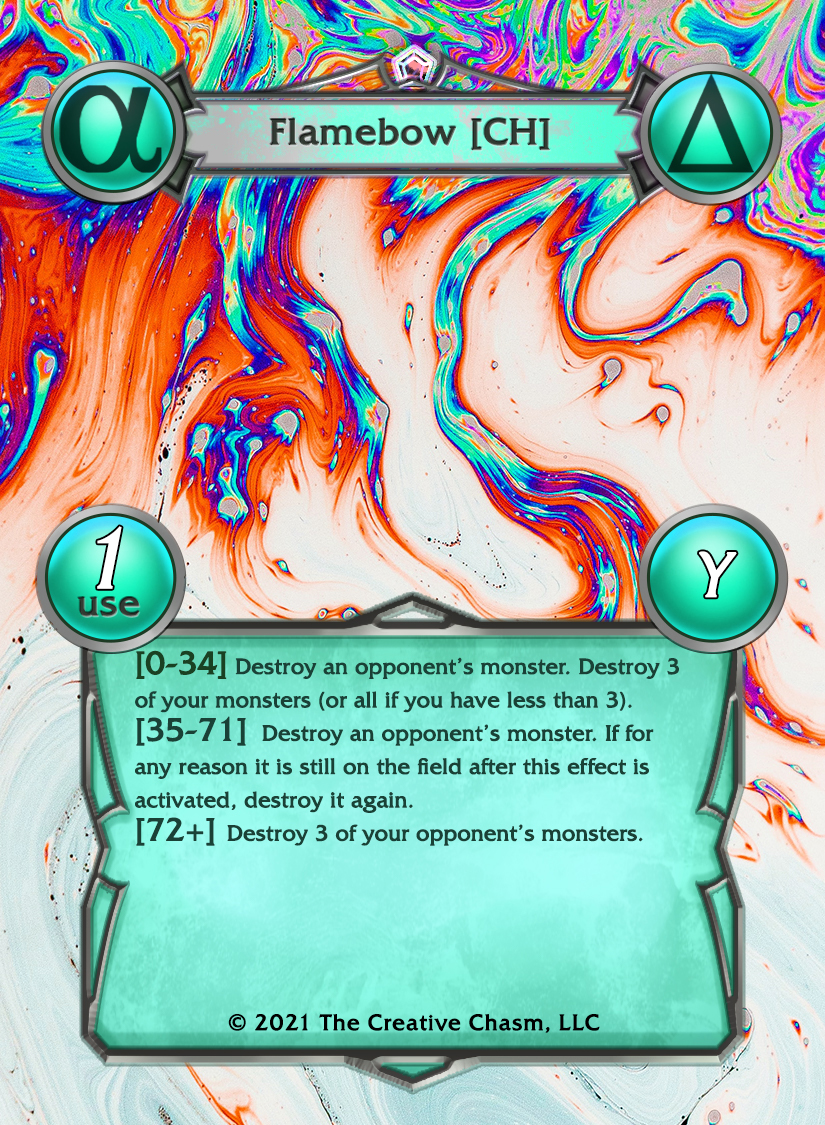 α
Flamebow [CH]
Δ
1
use
Y
[0-34] Destroy an opponent's monster. Destroy 3
of your monsters (or all if you have less than 3).
[35-71] Destroy an opponent's monster. If for
any reason it is still on the field after this effect is
activated, destroy it again.
[72+] Destroy 3 of your opponent's monsters.
© 2021 The Creative Chasm, LLC